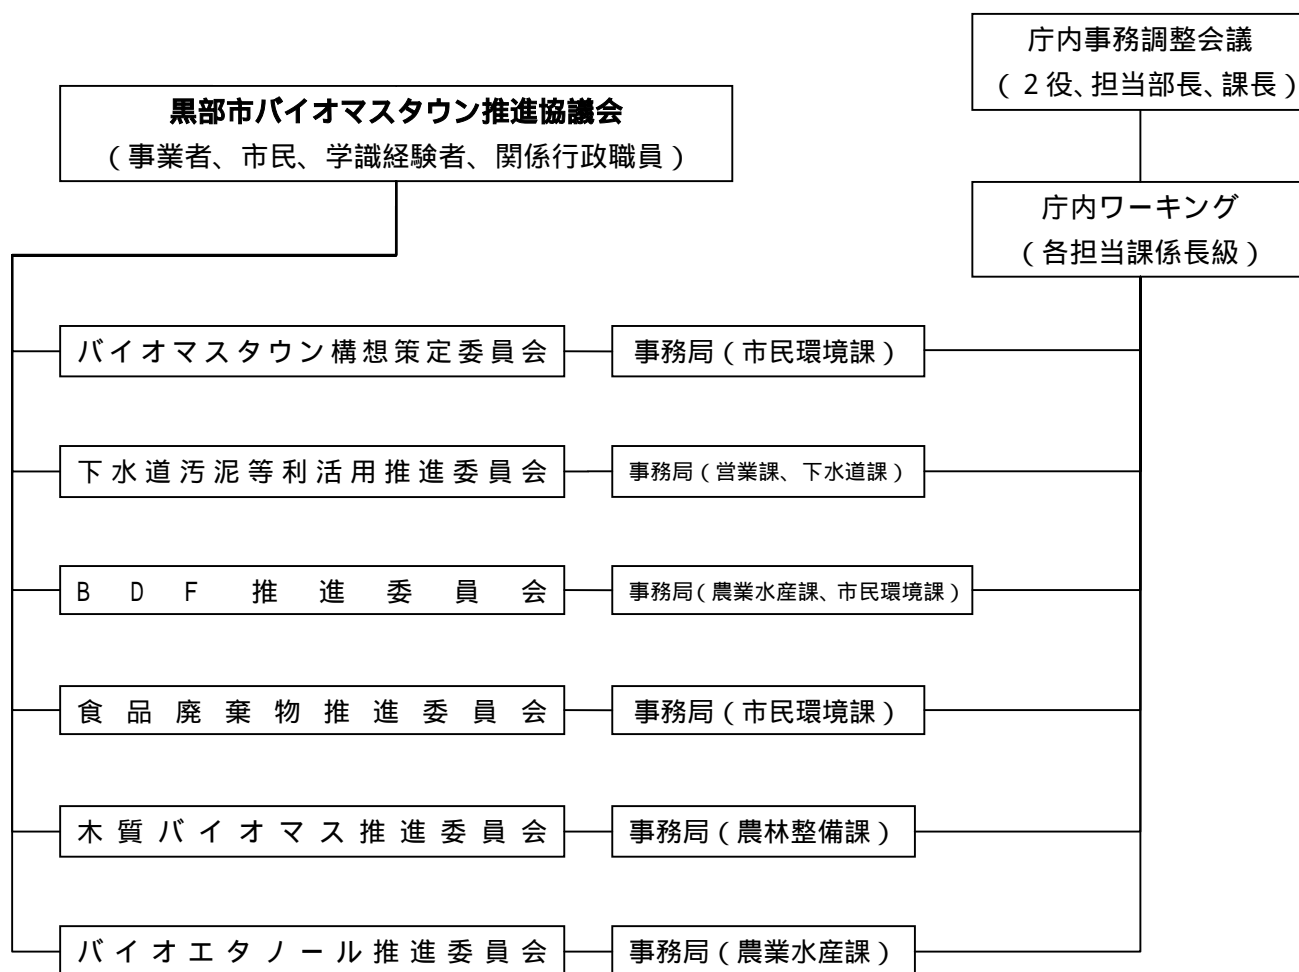 庁内事務調整会議
（２役、担当部長、課長）
黒部市バイオマスタウン推進協議会
（事業者、市民、学識経験者、関係行政職員）
庁内ワーキング
（各担当課係長級）
バイオマスタウン構想策定委員会
事務局（市民環境課）
下水道汚泥等利活用推進委員会
事務局（営業課、下水道課）
ＢＤＦ推進委員会
事務局（農業水産課、市民環境課）
食品廃棄物推進委員会
事務局（市民環境課）
木質バイオマス推進委員会
事務局（農林整備課）
バイオエタノール推進委員会
事務局（農業水産課）